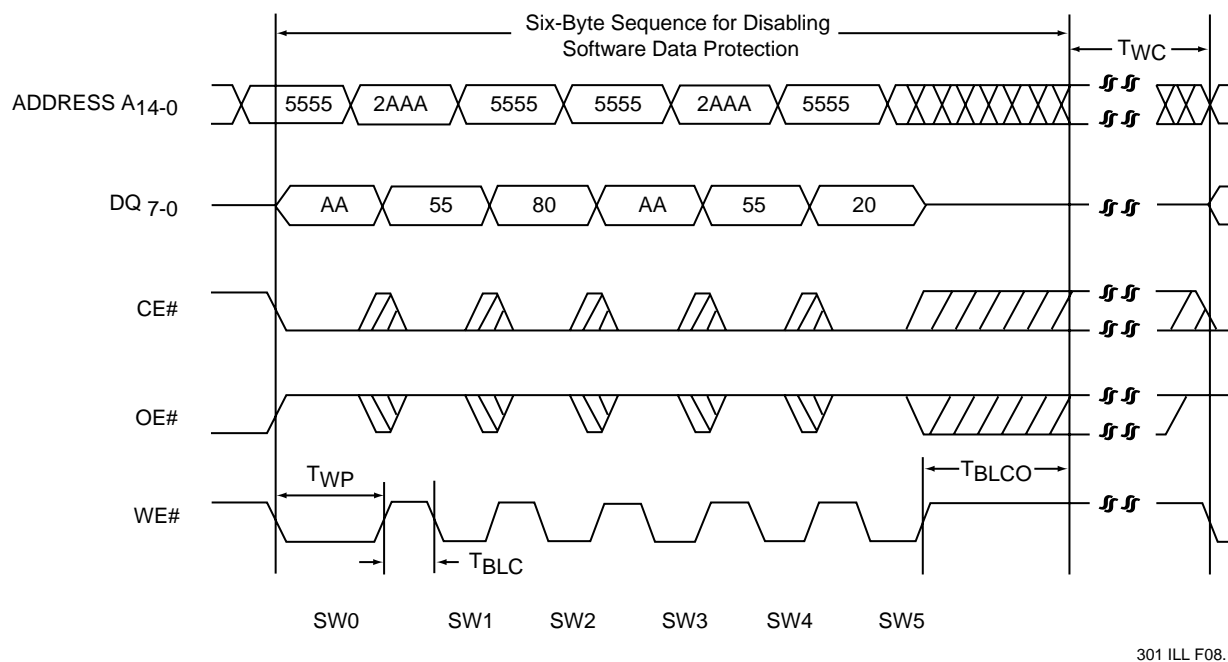 Six-Byte Sequence for Disabling
Software Data Protection
TWC
ADDRESS A14-0
5555 2AAA 5555 5555 2AAA 5555
DQ 7-0
AA 55 80 AA 55 20
CE#
OE#
TWP
TBLCO
WE#
TBLC
SW0 SW1 SW2 SW3 SW4 SW5
301 ILL F08.